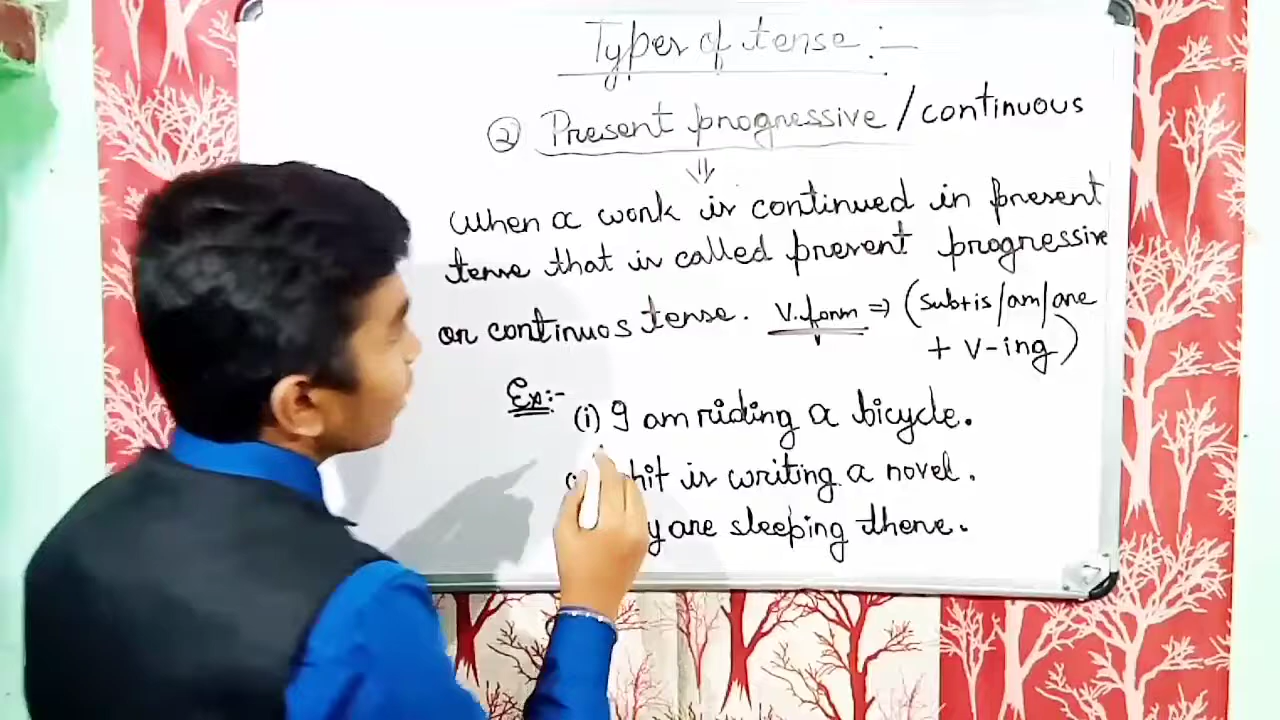 Types of tense:-
② Present progressive / continuous
⇓
When a work is continued in present
tense that is called present progressive
or continuos tense. V.form ⇒ (sub+is/am/are
+ v-ing)
Ex:- (i) I am riding a bicycle.
is writing a novel.
are sleeping there.